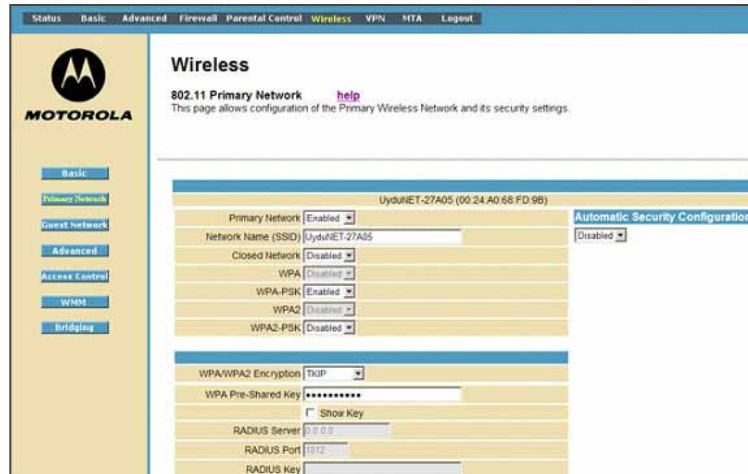 Status Basic Advanced Firewall Parental Control Wireless VPN MTA Logout
MOTOROLA
Wireless
802.11 Primary Network help
This page allows configuration of the Primary Wireless Network and its security settings.
Basic
Primary Network
Guest Network
Advanced
Access Control
WMM
Bridging
UyduNET-27A05 (00:24:A0:68:FD:9B)
Primary Network Enabled
Automatic Security Configuration
Disabled
Network Name (SSID) UyduNET-27A05
Closed Network Disabled
WPA Disabled
WPA-PSK Enabled
WPA2 Disabled
WPA2-PSK Disabled
WPA/WPA2 Encryption TKIP
WPA Pre-Shared Key ••••••••••
Show Key
RADIUS Server 0.0.0.0
RADIUS Port 1812
RADIUS Key